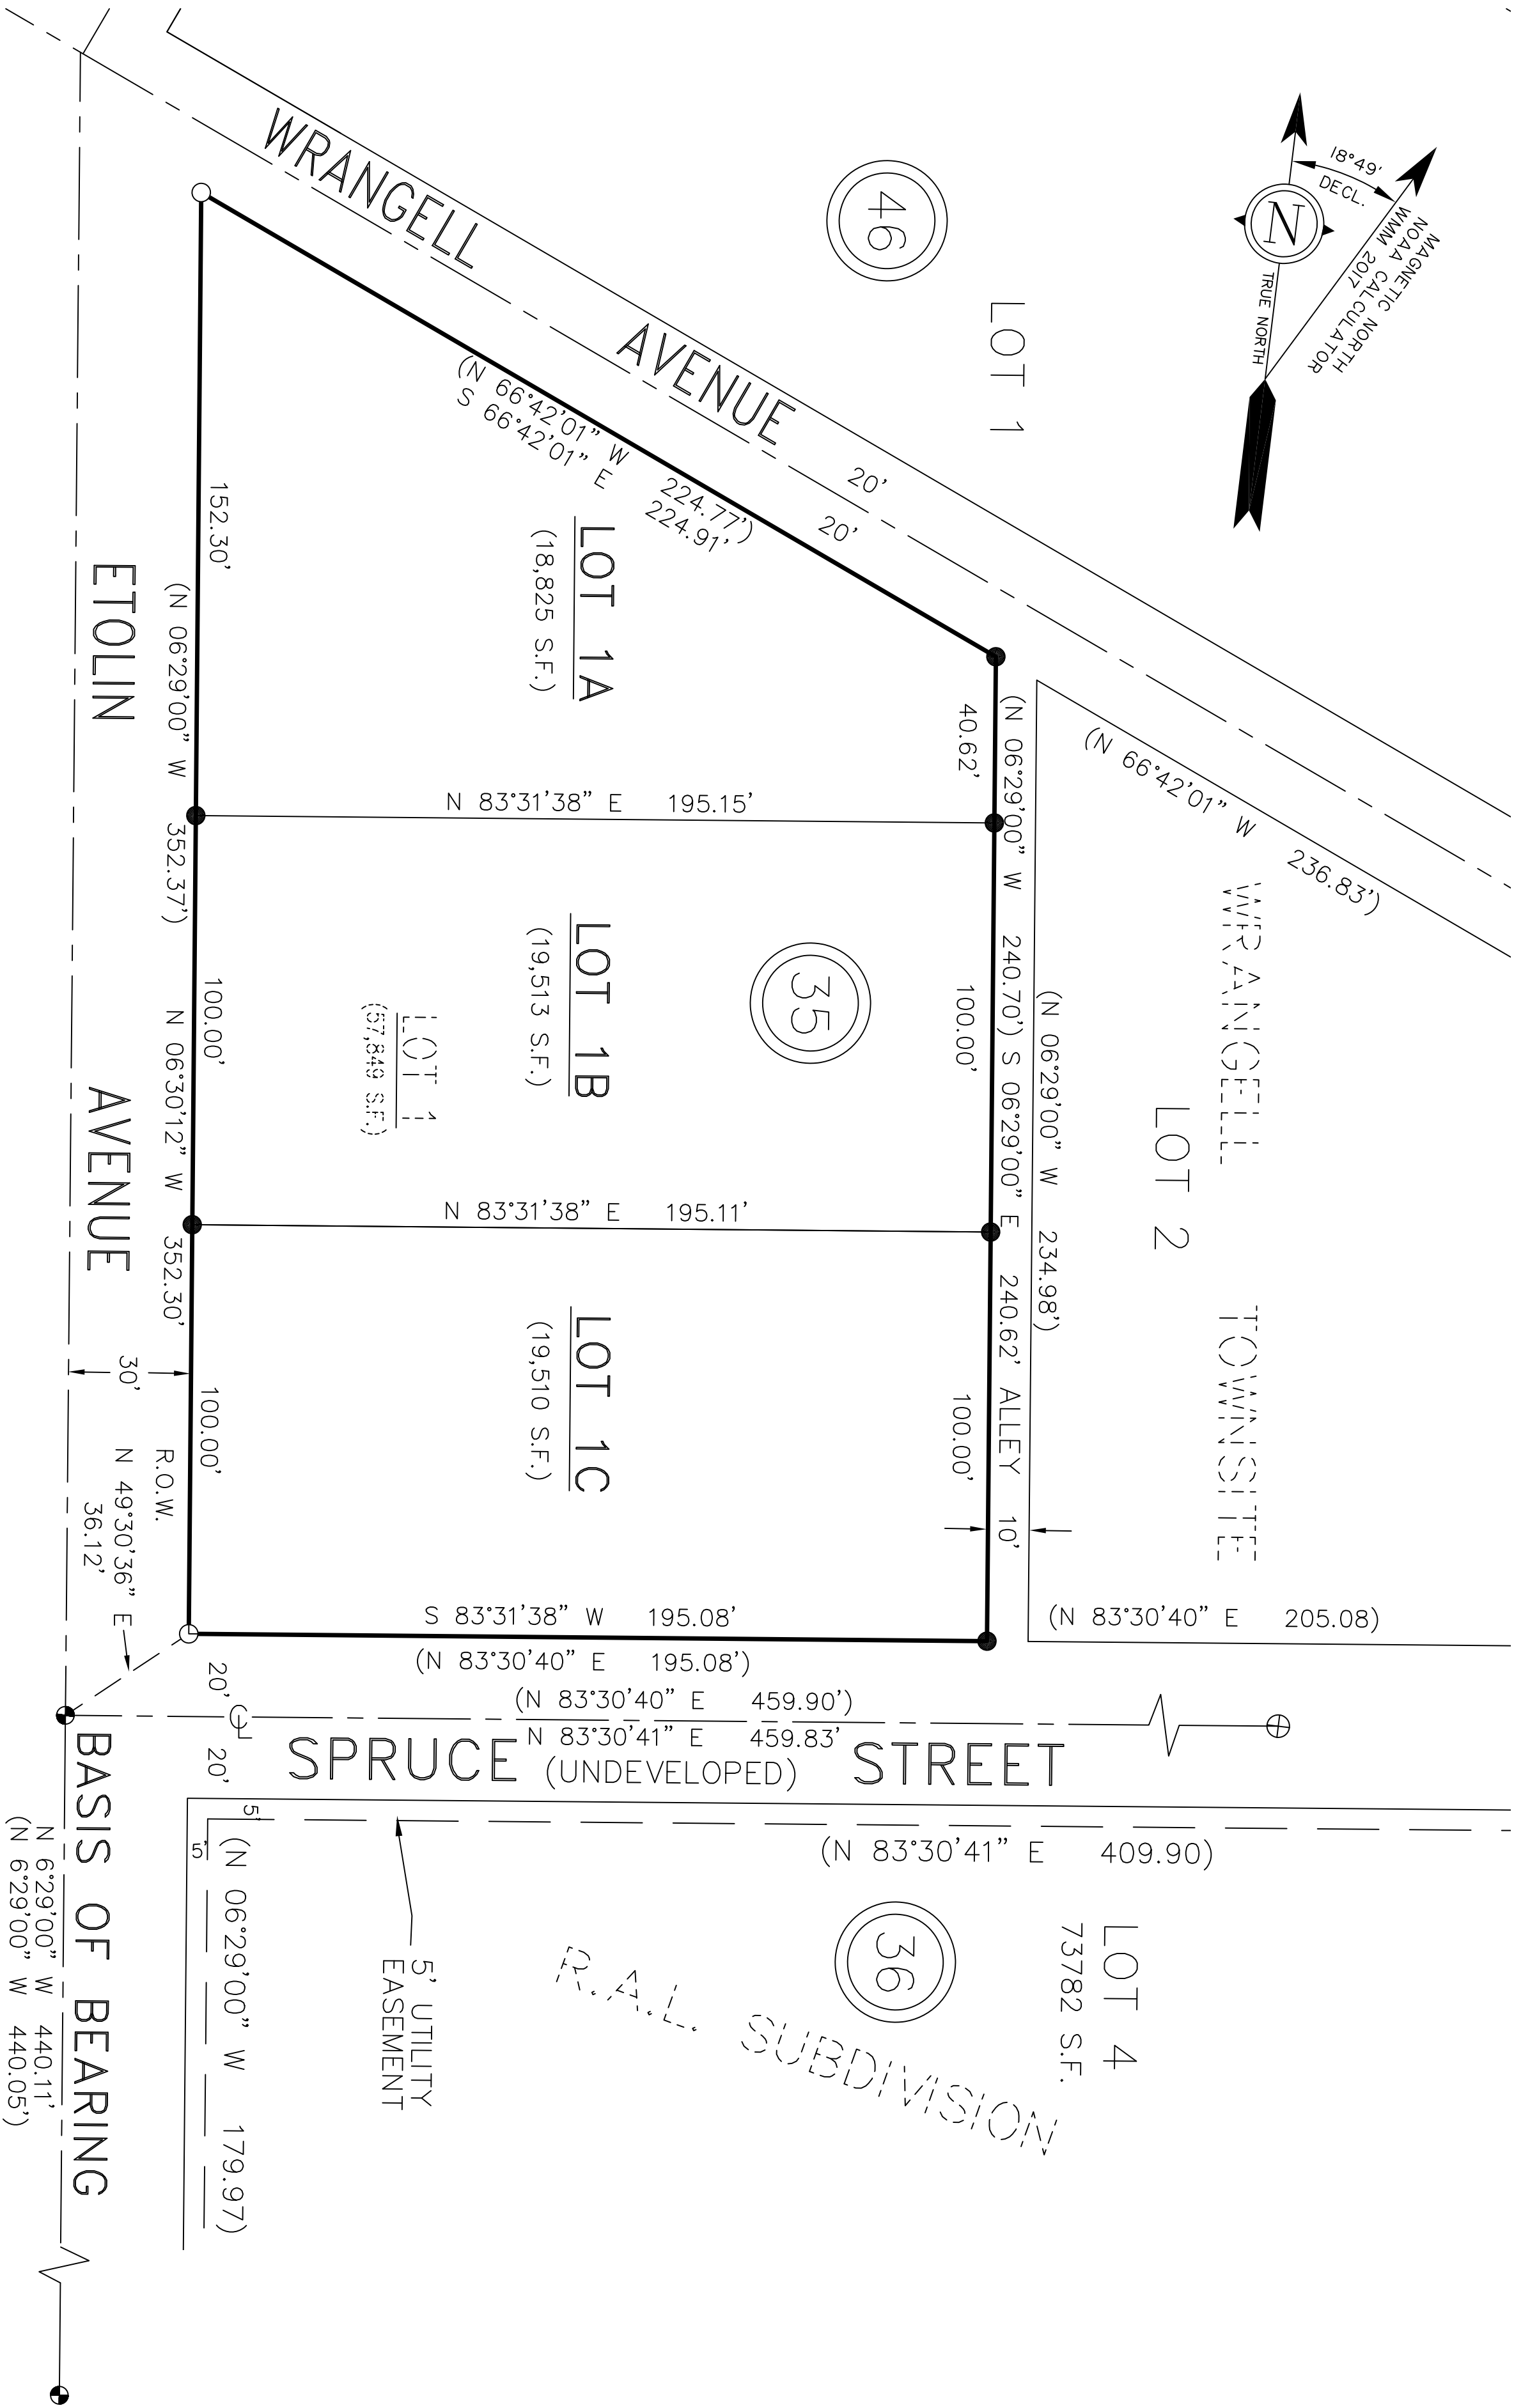 18°49'
DECL.
MAGNETIC NORTH
NOAA CALCULATOR
WMM 2017
N
TRUE NORTH
46
LOT 1
WRANGELL AVENUE
20'
20'
(N 66°42'01" W 224.77')
S 66°42'01" E 224.91'
(N 66°42'01" W 236.83')
WRANGELL TOWNSITE
LOT 2
(N 06°29'00" W 234.98')
(N 06°29'00" W 240.70') S 06°29'00" E 240.62' ALLEY 10'
40.62'
100.00'
100.00'
LOT 1A
(18,825 S.F.)
N 83°31'38" E 195.15'
35
LOT 1B
(19,513 S.F.)
LOT 1
(57,849 S.F.)
N 83°31'38" E 195.11'
LOT 1C
(19,510 S.F.)
152.30'
100.00'
100.00'
(N 06°29'00" W 352.37') N 06°30'12" W 352.30'
R.O.W.
30'
ETOLIN AVENUE
N 49°30'36" E
36.12'
S 83°31'38" W 195.08'
(N 83°30'40" E 195.08')
(N 83°30'40" E 205.08)
(N 83°30'40" E 459.90')
N 83°30'41" E 459.83'
20'
CL
20'
SPRUCE (UNDEVELOPED) STREET
(N 83°30'41" E 409.90)
5'
5'
(N 06°29'00" W 179.97)
5' UTILITY
EASEMENT
36
LOT 4
73782 S.F.
R.A.L. SUBDIVISION
BASIS OF BEARING
N 6°29'00" W 440.11'
(N 6°29'00" W 440.05')